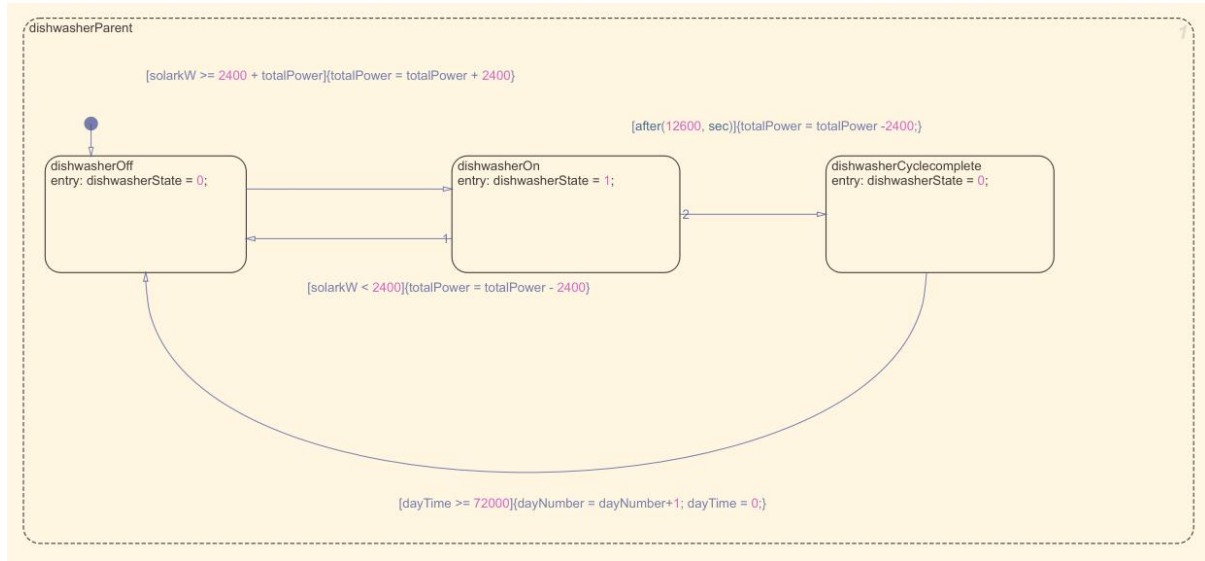 dishwasherParent
1
[solarkW >= 2400 + totalPower]{totalPower = totalPower + 2400}
[after(12600, sec)]{totalPower = totalPower -2400;}
dishwasherOff
entry: dishwasherState = 0;
dishwasherOn
entry: dishwasherState = 1;
dishwasherCyclecomplete
entry: dishwasherState = 0;
2
1
[solarkW < 2400]{totalPower = totalPower - 2400}
[dayTime >= 72000]{dayNumber = dayNumber+1; dayTime = 0;}